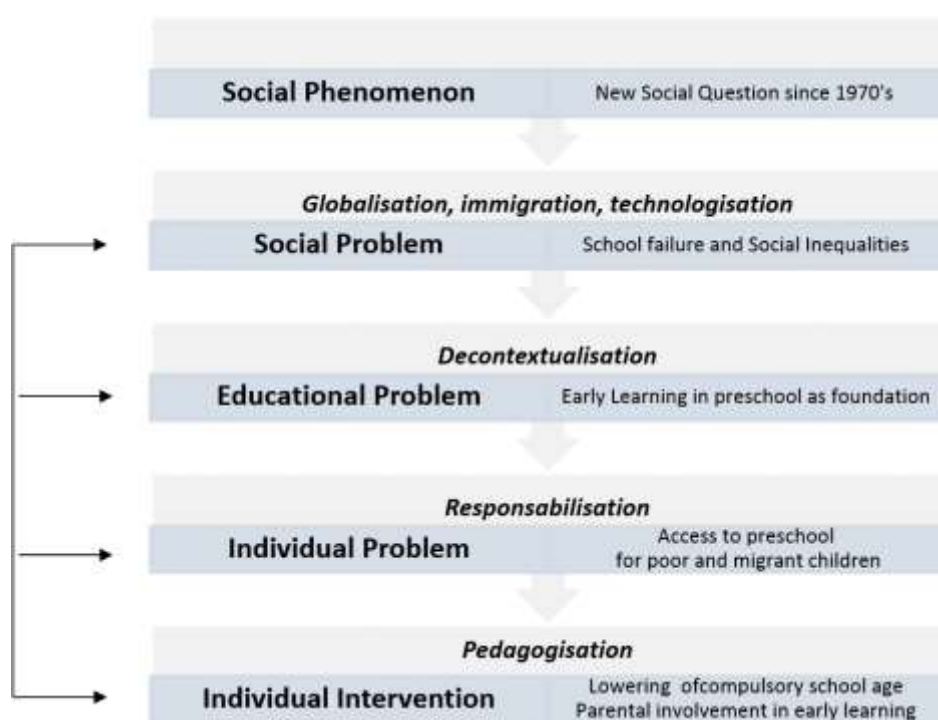 Social Phenomenon
New Social Question since 1970's
Globalisation, immigration, technologisation
Social Problem
School failure and Social Inequalities
Decontextualisation
Educational Problem
Early Learning in preschool as foundation
Responsabilisation
Individual Problem
Access to preschool
for poor and migrant children
Pedagogisation
Individual Intervention
Lowering ofcompulsory school age
Parental involvement in early learning